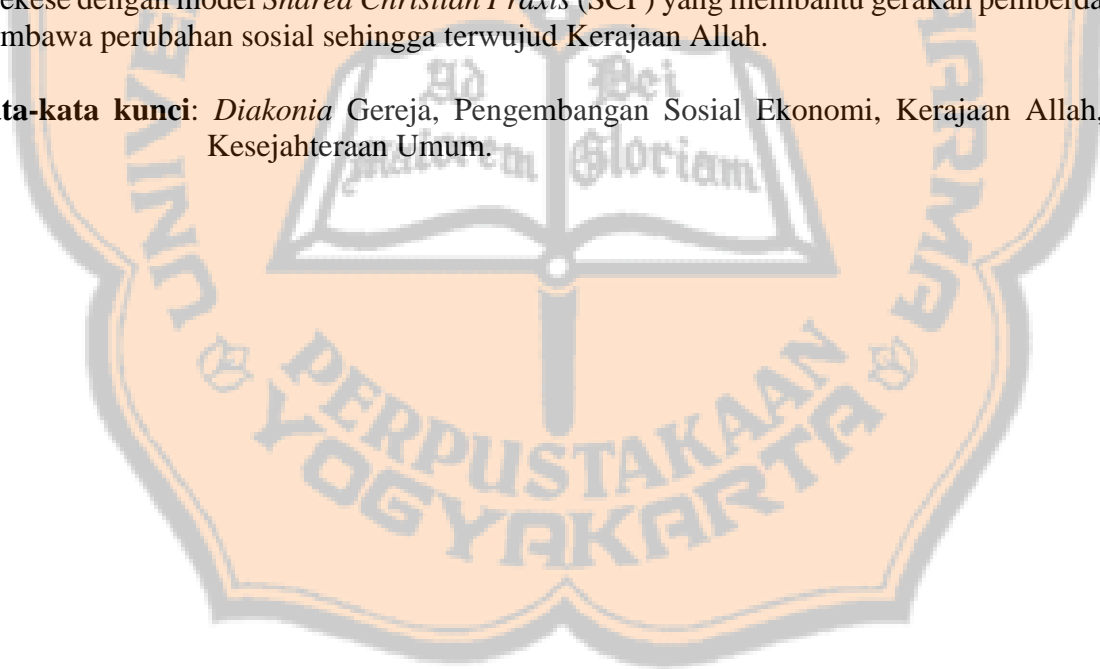 ekese dengan model Shared Christian Praxis (SCP) yang membantu gerakan
mbawa perubahan sosial sehingga terwujud Kerajaan Allah.
ta-kata kunci: Diakonia Gereja, Pengembangan Sosial Ekonomi, Kerajaan Allah,
Kesejahteraan Umum.
Ad Dei
Maiorem Gloriam
PERPUSTAKAAN
YOGYAKARTA